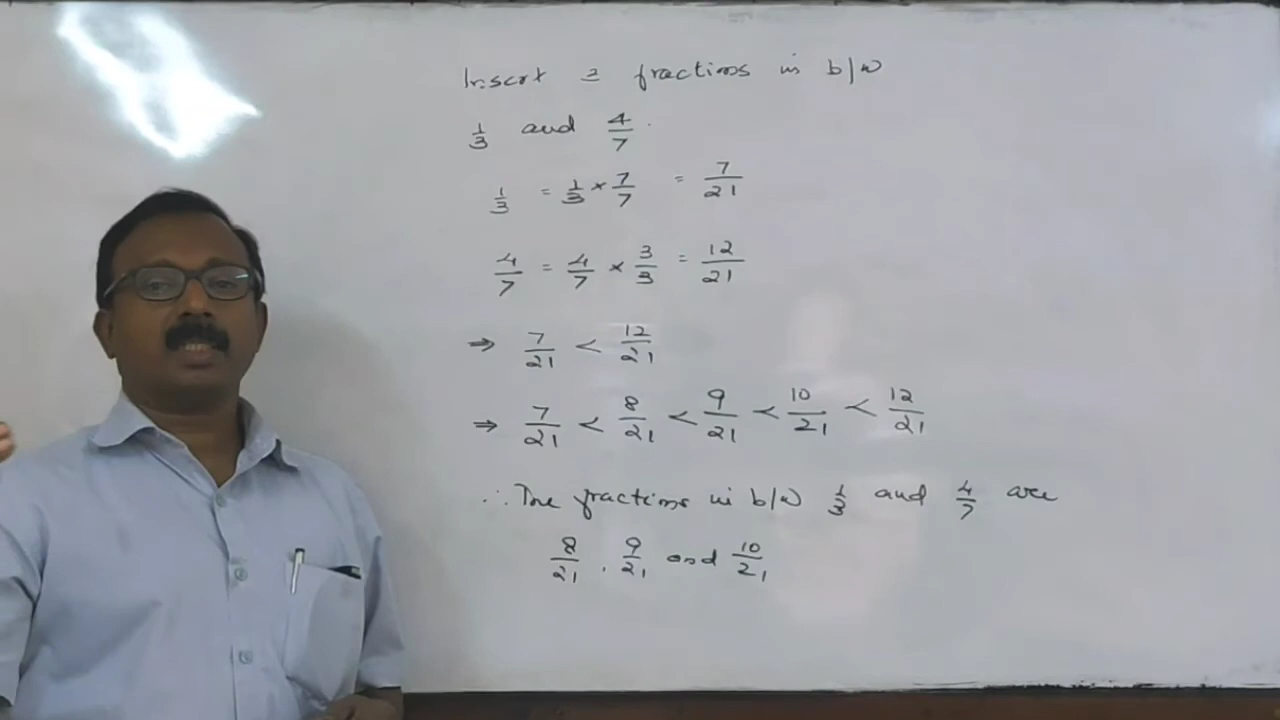 Insert 3 fractions in b/w
1/3 and 4/7.
1/3 = 1/3 × 7/7 = 7/21
4/7 = 4/7 × 3/3 = 12/21
⇒ 7/21 < 12/21
⇒ 7/21 < 8/21 < 9/21 < 10/21 < 12/21
∴ The fractions in b/w 1/3 and 4/7 are
8/21, 9/21 and 10/21